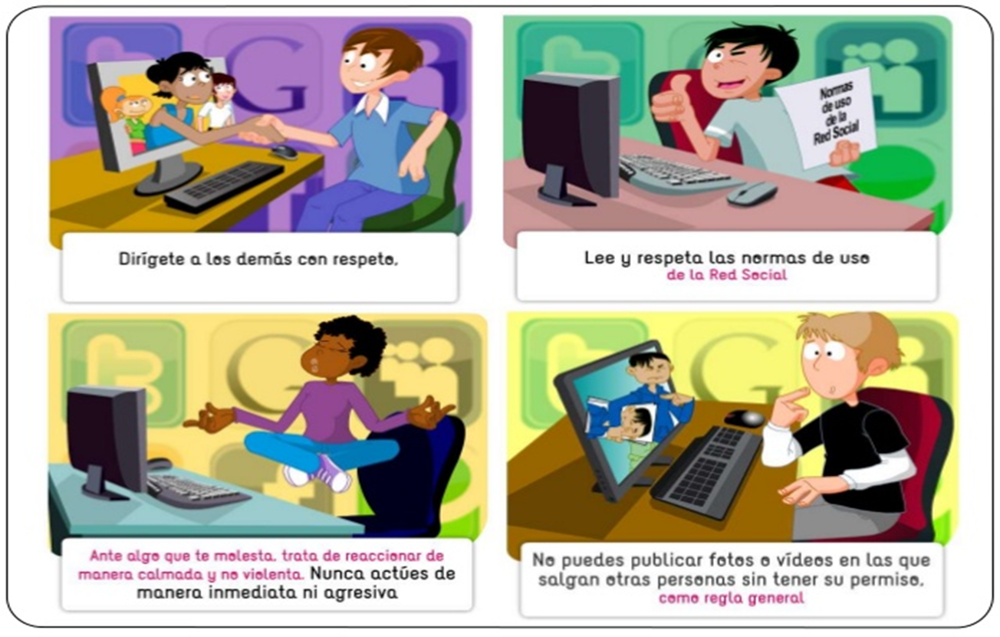 Normas
de uso
de la
Red Social
Dirígete a los demás con respeto,
Lee y respeta las normas de uso
de la Red Social
Ante algo que te molesta, trata de reaccionar de
manera calmada y no violenta. Nunca actúes de
manera inmediata ni agresiva
No puedes publicar fotos o vídeos en las que
salgan otras personas sin tener su permiso,
como regla general